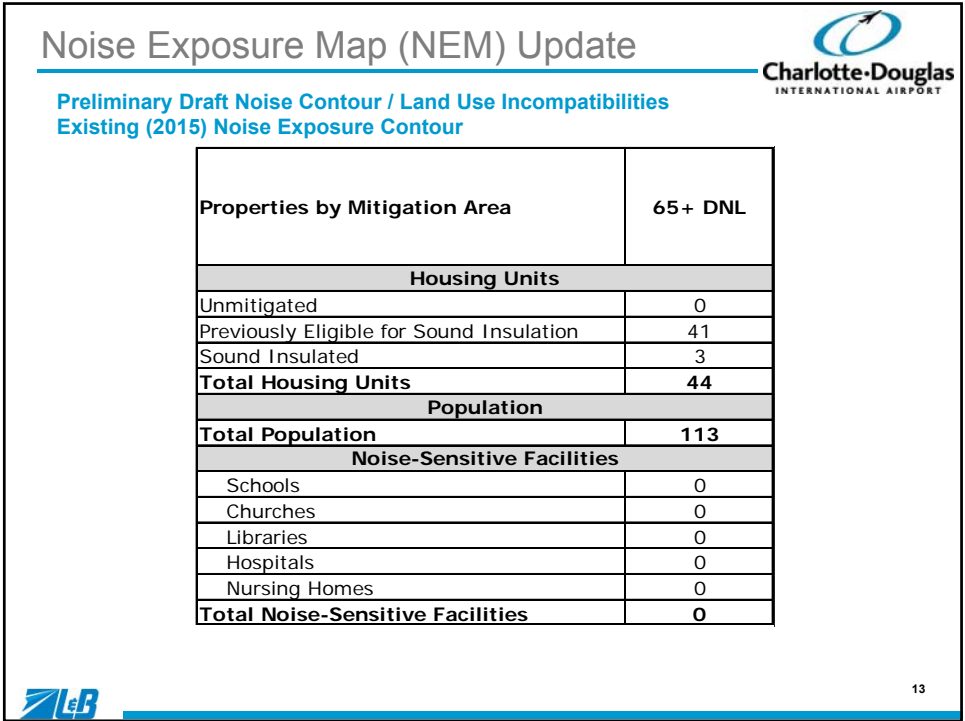 Noise Exposure Map (NEM) Update
Charlotte·Douglas
INTERNATIONAL AIRPORT
Preliminary Draft Noise Contour / Land Use Incompatibilities
Existing (2015) Noise Exposure Contour
Properties by Mitigation Area 65+ DNL
Housing Units
Unmitigated 0
Previously Eligible for Sound Insulation 41
Sound Insulated 3
Total Housing Units 44
Population
Total Population 113
Noise-Sensitive Facilities
Schools 0
Churches 0
Libraries 0
Hospitals 0
Nursing Homes 0
Total Noise-Sensitive Facilities 0
L&B
13